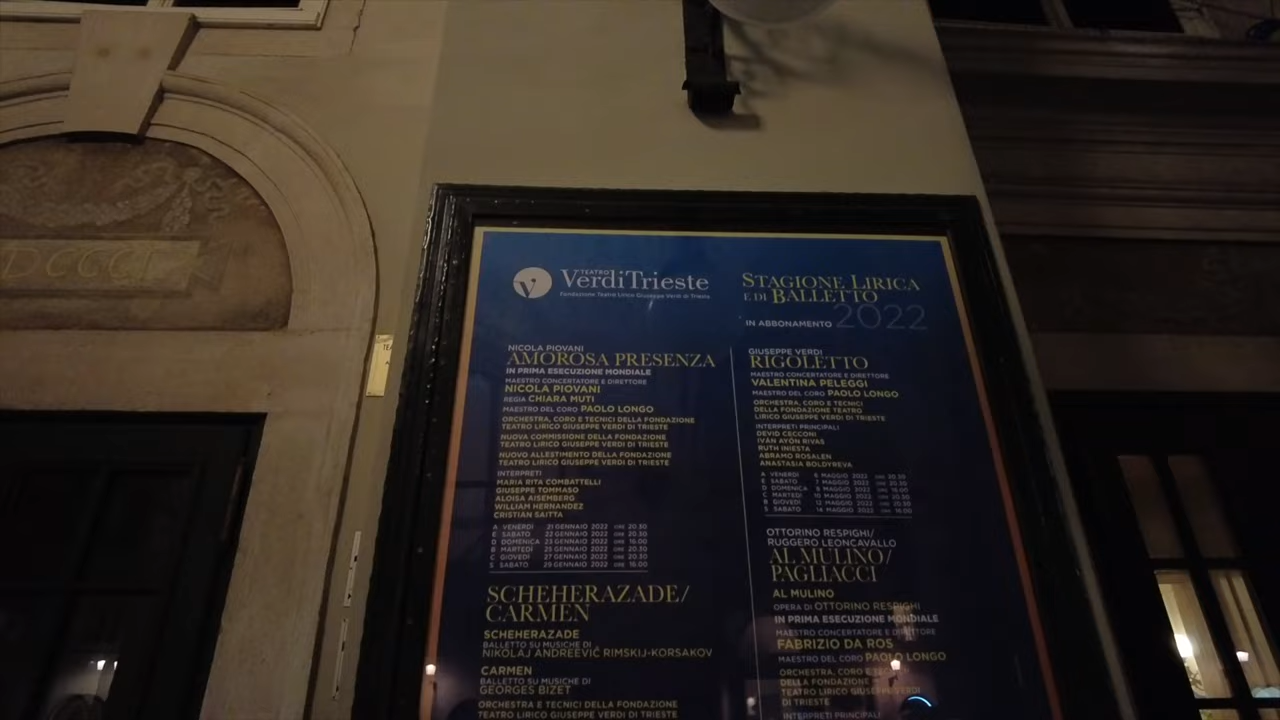 TEATRO
VerdiTrieste
Fondazione Teatro Lirico Giuseppe Verdi di Trieste
STAGIONE LIRICA
E DI BALLETTO
IN ABBONAMENTO 2022
NICOLA PIOVANI
AMOROSA PRESENZA
IN PRIMA ESECUZIONE MONDIALE
MAESTRO CONCERTATORE E DIRETTORE
NICOLA PIOVANI
REGIA CHIARA MUTI
MAESTRO DEL CORO PAOLO LONGO
ORCHESTRA, CORO E TECNICI DELLA FONDAZIONE
TEATRO LIRICO GIUSEPPE VERDI DI TRIESTE
NUOVA COMMISSIONE DELLA FONDAZIONE
TEATRO LIRICO GIUSEPPE VERDI DI TRIESTE
NUOVO ALLESTIMENTO DELLA FONDAZIONE
TEATRO LIRICO GIUSEPPE VERDI DI TRIESTE
INTERPRETI
MARIA RITA COMBATTELLI
GIUSEPPE TOMMASO
ALOISA AISEMBERG
WILLIAM HERNANDEZ
CRISTIAN SAITTA
A VENERDÌ 21 GENNAIO 2022 ORE 20.30
E SABATO 22 GENNAIO 2022 ORE 20.30
D DOMENICA 23 GENNAIO 2022 ORE 16.00
B MARTEDÌ 25 GENNAIO 2022 ORE 20.30
C GIOVEDÌ 27 GENNAIO 2022 ORE 20.30
S SABATO 29 GENNAIO 2022 ORE 16.00
SCHEHERAZADE/
CARMEN
SCHEHERAZADE
BALLETTO SU MUSICHE DI
NIKOLAJ ANDREEVIČ RIMSKIJ-KORSAKOV
CARMEN
BALLETTO SU MUSICHE DI
GEORGES BIZET
ORCHESTRA E TECNICI DELLA FONDAZIONE
TEATRO LIRICO GIUSEPPE VERDI DI TRIESTE
GIUSEPPE VERDI
RIGOLETTO
MAESTRO CONCERTATORE E DIRETTORE
VALENTINA PELEGGI
MAESTRO DEL CORO PAOLO LONGO
ORCHESTRA, CORO E TECNICI
DELLA FONDAZIONE TEATRO
LIRICO GIUSEPPE VERDI DI TRIESTE
INTERPRETI PRINCIPALI
DEVID CECCONI
IVÁN AYÓN RIVAS
RUTH INIESTA
ABRAMO ROSALEN
ANASTASIA BOLDYREVA
A VENERDÌ 6 MAGGIO 2022 ORE 20.30
E SABATO 7 MAGGIO 2022 ORE 20.30
D DOMENICA 8 MAGGIO 2022 ORE 16.00
C MARTEDÌ 10 MAGGIO 2022 ORE 20.30
B GIOVEDÌ 12 MAGGIO 2022 ORE 20.30
S SABATO 14 MAGGIO 2022 ORE 16.00
OTTORINO RESPIGHI/
RUGGERO LEONCAVALLO
AL MULINO/
PAGLIACCI
AL MULINO
OPERA DI OTTORINO RESPIGHI
IN PRIMA ESECUZIONE MONDIALE
MAESTRO CONCERTATORE E DIRETTORE
FABRIZIO DA ROS
MAESTRO DEL CORO PAOLO LONGO
ORCHESTRA, CORO E TECNICI
DELLA FONDAZIONE
TEATRO LIRICO GIUSEPPE VERDI
DI TRIESTE
INTERPRETI PRINCIPALI